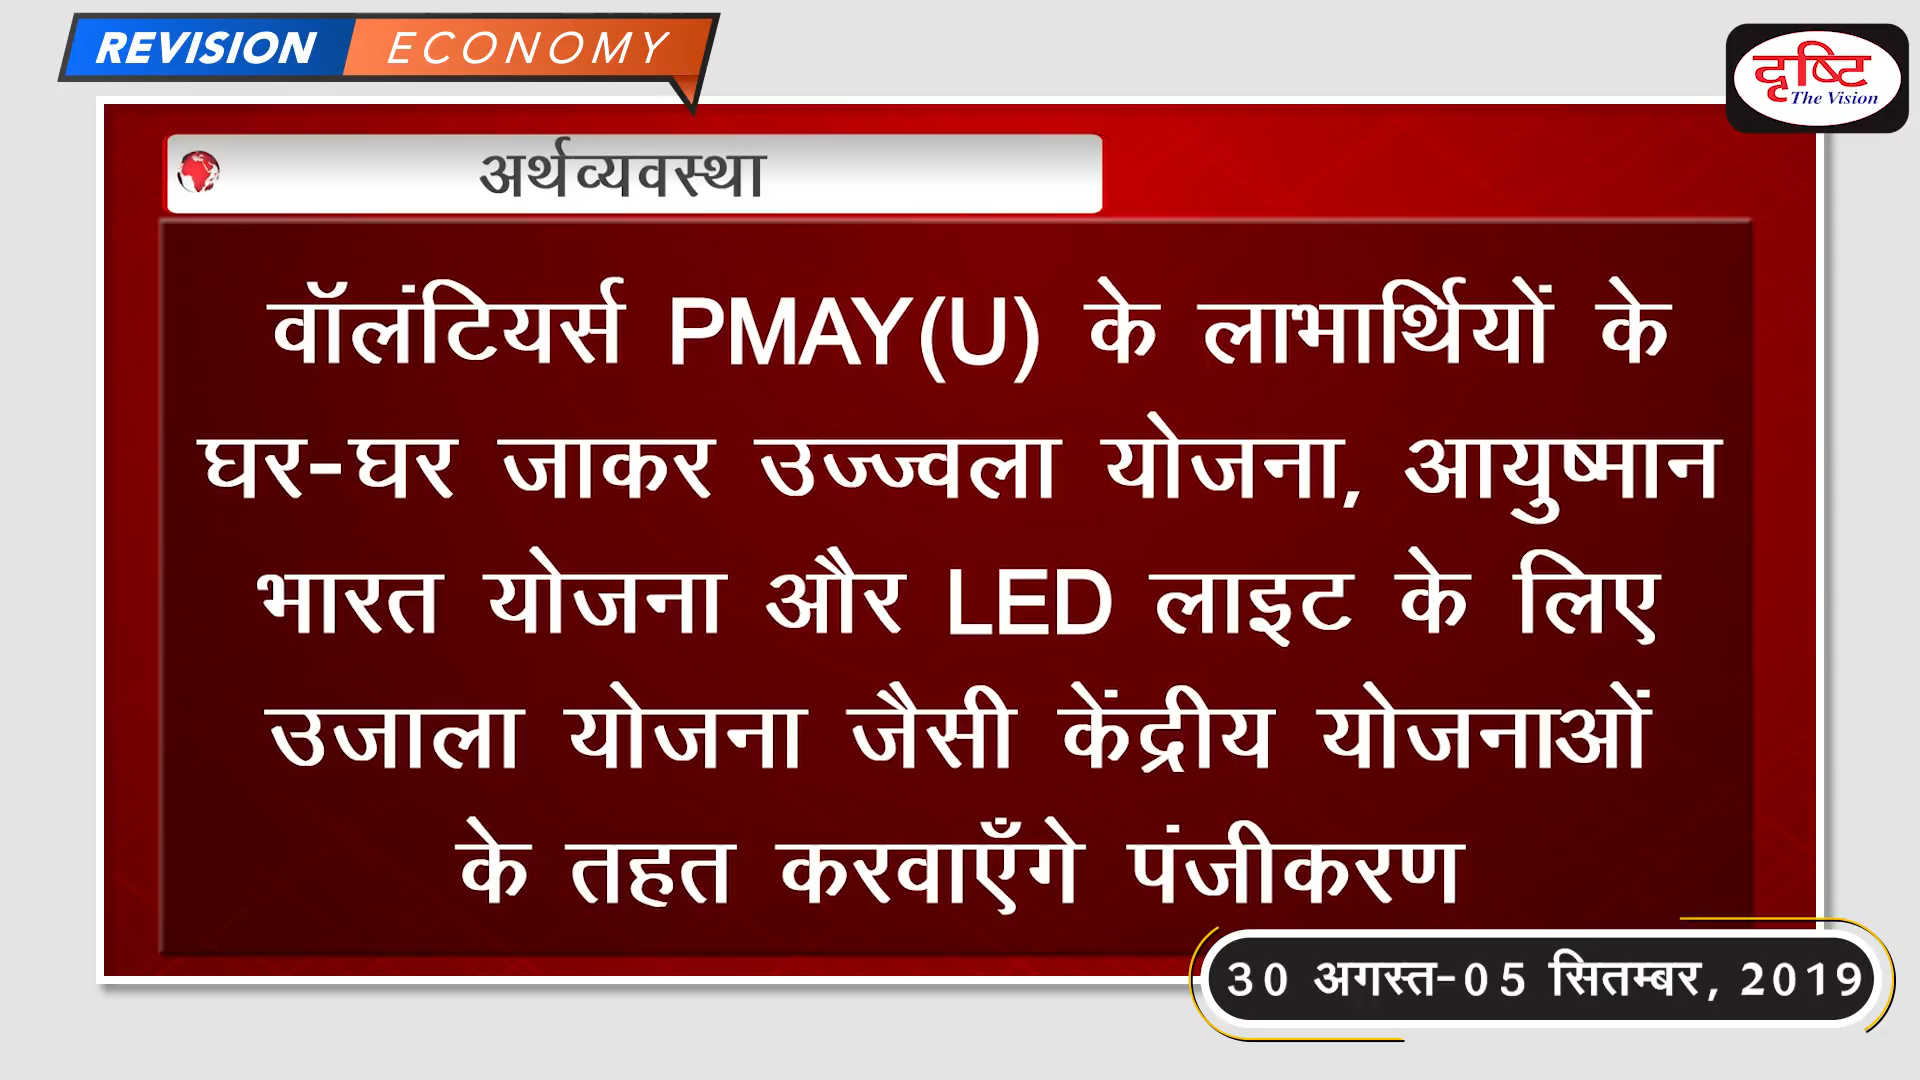 REVISION ECONOMY
दृष्टि
The Vision
अर्थव्यवस्था
वॉलंटियर्स PMAY(U) के लाभार्थियों के
घर-घर जाकर उज्ज्वला योजना, आयुष्मान
भारत योजना और LED लाइट के लिए
उजाला योजना जैसी केंद्रीय योजनाओं
के तहत करवाएँगे पंजीकरण
30 अगस्त-05 सितम्बर, 2019